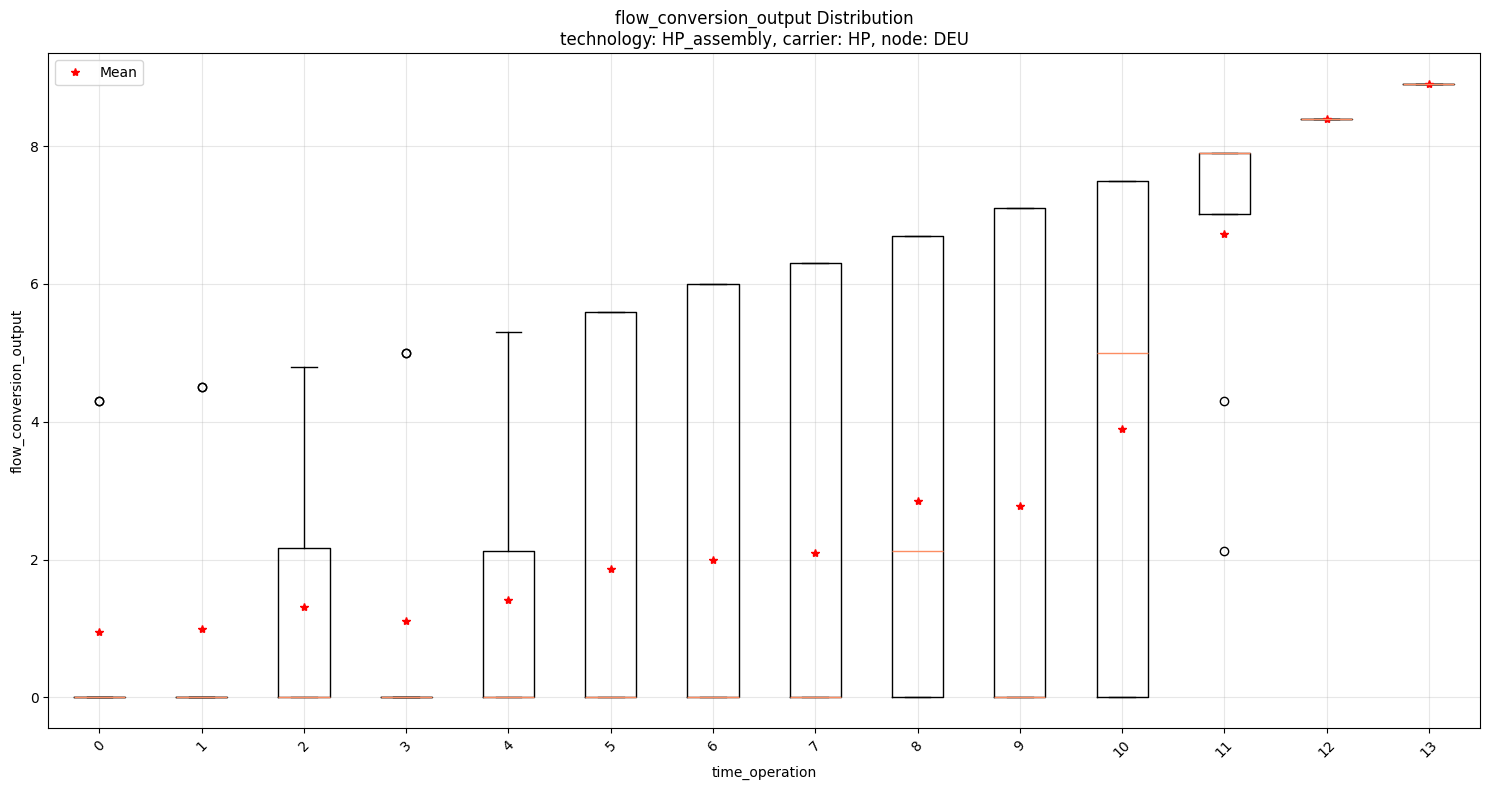 flow_conversion_output Distribution
technology: HP_assembly, carrier: HP, node: DEU
Mean
flow_conversion_output
8
6
4
2
0
0 1 2 3 4 5 6 7 8 9 10 11 12 13
time_operation